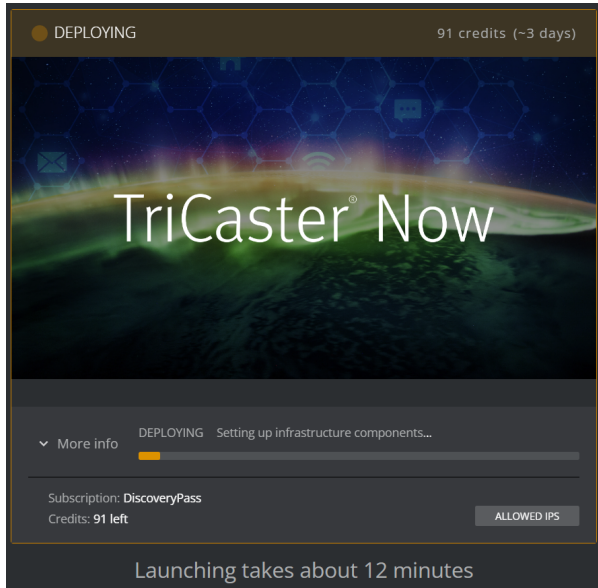 DEPLOYING 91 credits (~3 days)
TriCaster® Now
More info DEPLOYING Setting up infrastructure components...
Subscription: DiscoveryPass
Credits: 91 left
ALLOWED IPS
Launching takes about 12 minutes